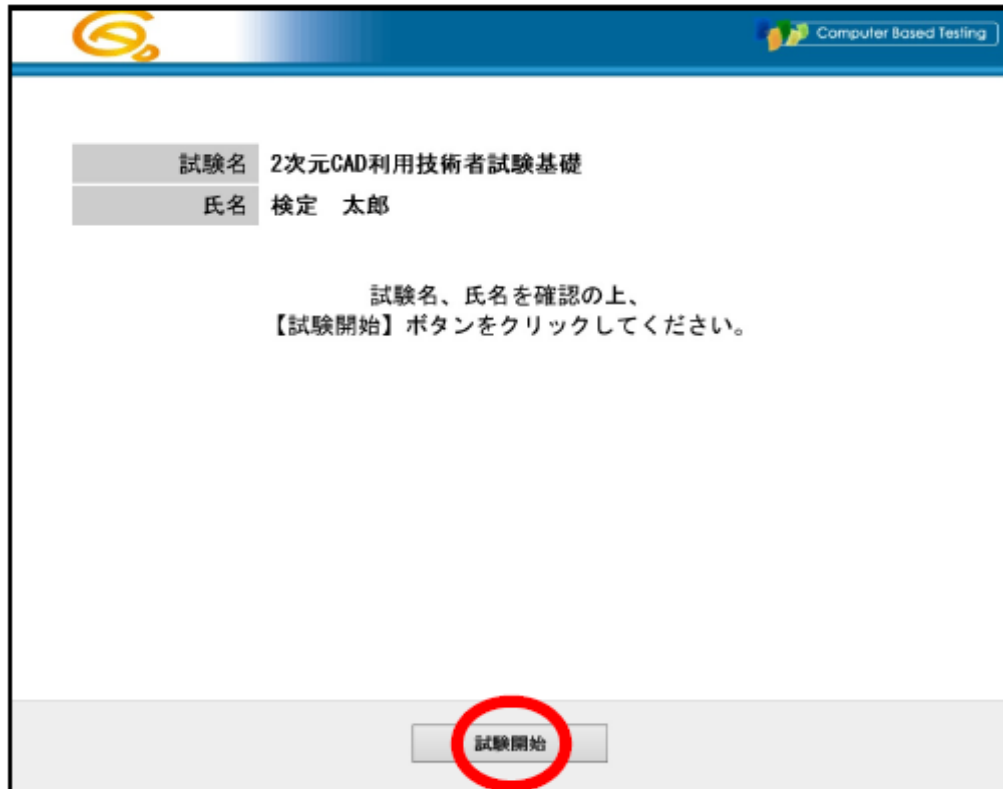 Computer Based Testing
試験名 2次元CAD利用技術者試験基礎
氏名 検定　太郎
試験名、氏名を確認の上、
【試験開始】ボタンをクリックしてください。
試験開始